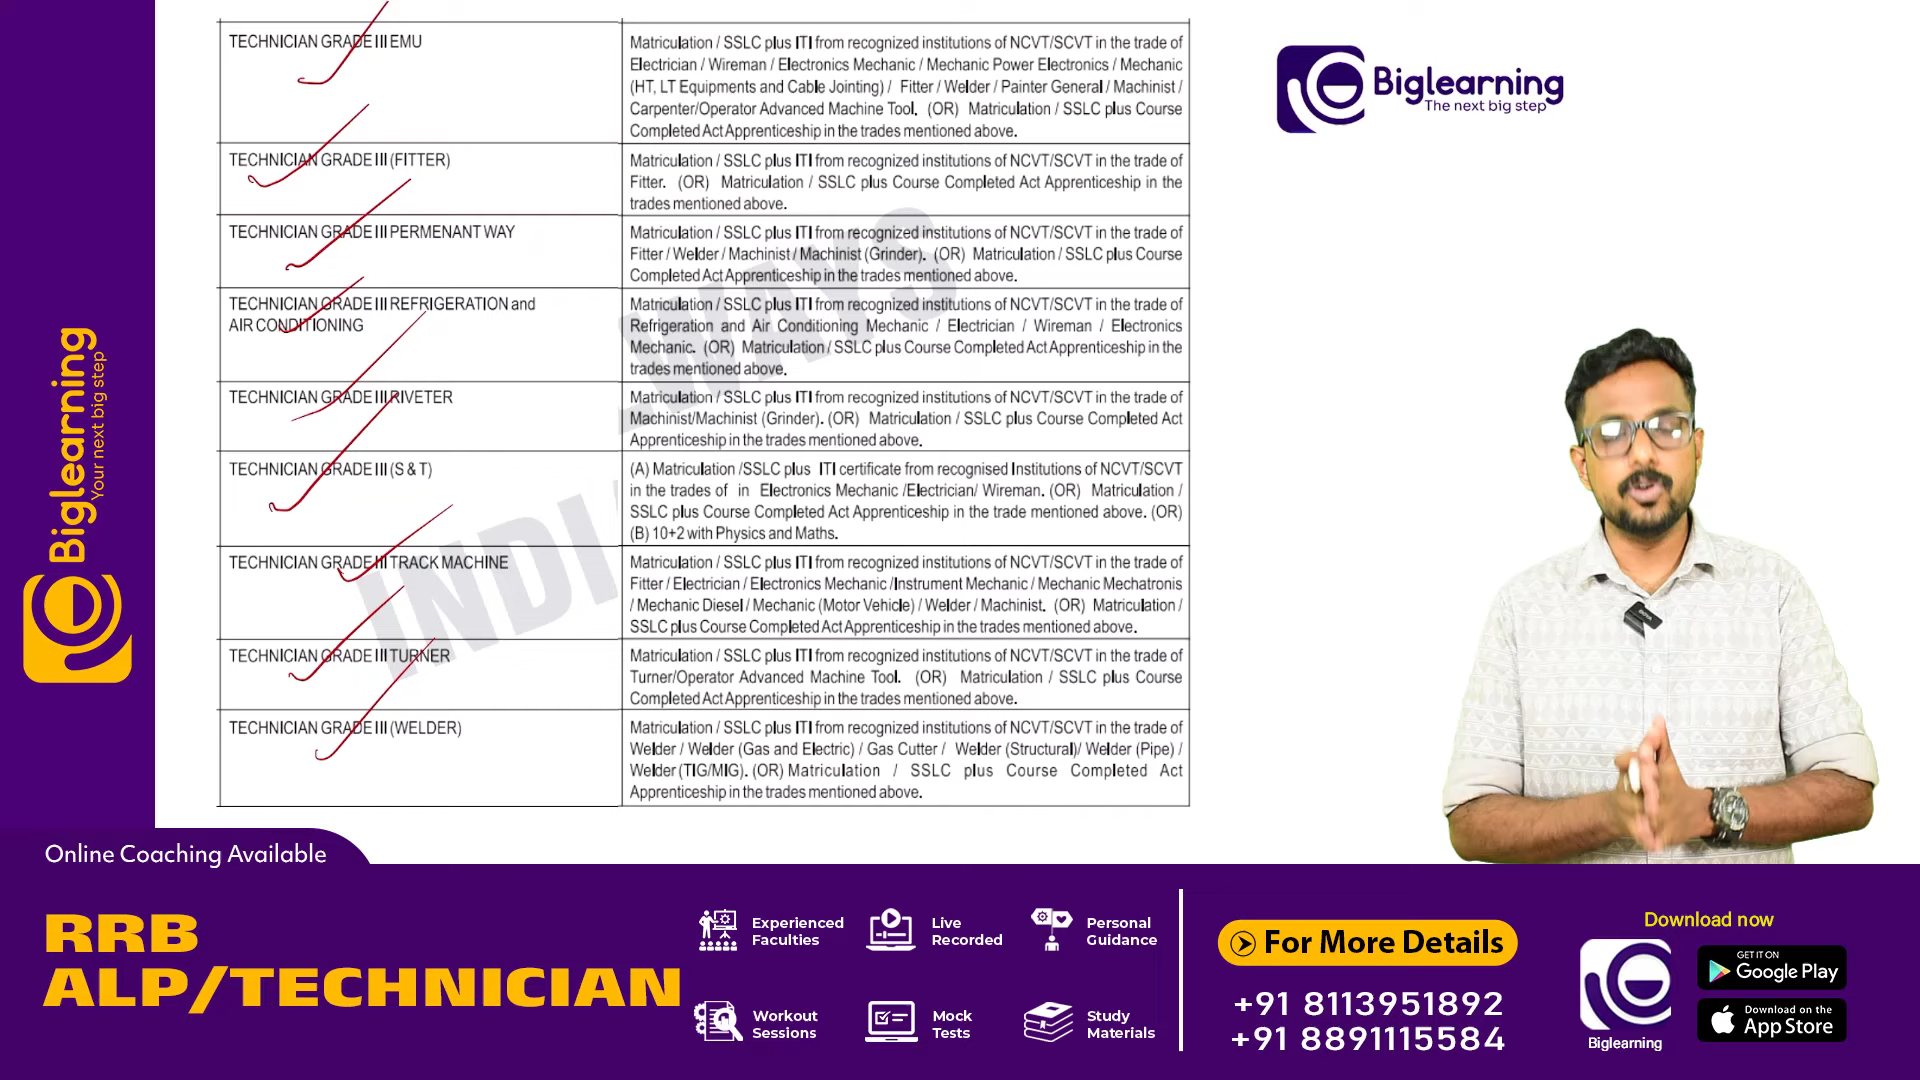 TECHNICIAN GRADE III EMU
Matriculation / SSLC plus ITI from recognized institutions of NCVT/SCVT in the trade of
Electrician / Wireman / Electronics Mechanic / Mechanic Power Electronics / Mechanic
(HT, LT Equipments and Cable Jointing) / Fitter / Welder / Painter General / Machinist /
Carpenter/Operator Advanced Machine Tool. (OR) Matriculation / SSLC plus Course
Completed Act Apprenticeship in the trades mentioned above.
TECHNICIAN GRADE III (FITTER)
Matriculation / SSLC plus ITI from recognized institutions of NCVT/SCVT in the trade of
Fitter. (OR) Matriculation / SSLC plus Course Completed Act Apprenticeship in the
trades mentioned above.
TECHNICIAN GRADE III PERMENANT WAY
Matriculation / SSLC plus ITI from recognized institutions of NCVT/SCVT in the trade of
Fitter / Welder / Machinist / Machinist (Grinder). (OR) Matriculation / SSLC plus Course
Completed Act Apprenticeship in the trades mentioned above.
TECHNICIAN GRADE III REFRIGERATION and
AIR CONDITIONING
Matriculation / SSLC plus ITI from recognized institutions of NCVT/SCVT in the trade of
Refrigeration and Air Conditioning Mechanic / Electrician / Wireman / Electronics
Mechanic. (OR) Matriculation / SSLC plus Course Completed Act Apprenticeship in the
trades mentioned above.
TECHNICIAN GRADE III RIVETER
Matriculation / SSLC plus ITI from recognized institutions of NCVT/SCVT in the trade of
Machinist/Machinist (Grinder). (OR) Matriculation / SSLC plus Course Completed Act
Apprenticeship in the trades mentioned above.
TECHNICIAN GRADE III (S & T)
(A) Matriculation /SSLC plus ITI certificate from recognised Institutions of NCVT/SCVT
in the trades of in Electronics Mechanic /Electrician/ Wireman. (OR) Matriculation /
SSLC plus Course Completed Act Apprenticeship in the trade mentioned above. (OR)
(B) 10+2 with Physics and Maths.
TECHNICIAN GRADE III TRACK MACHINE
Matriculation / SSLC plus ITI from recognized institutions of NCVT/SCVT in the trade of
Fitter / Electrician / Electronics Mechanic /Instrument Mechanic / Mechanic Mechatronis
/ Mechanic Diesel / Mechanic (Motor Vehicle) / Welder / Machinist. (OR) Matriculation /
SSLC plus Course Completed Act Apprenticeship in the trades mentioned above.
TECHNICIAN GRADE III TURNER
Matriculation / SSLC plus ITI from recognized institutions of NCVT/SCVT in the trade of
Turner/Operator Advanced Machine Tool. (OR) Matriculation / SSLC plus Course
Completed Act Apprenticeship in the trades mentioned above.
TECHNICIAN GRADE III (WELDER)
Matriculation / SSLC plus ITI from recognized institutions of NCVT/SCVT in the trade of
Welder / Welder (Gas and Electric) / Gas Cutter / Welder (Structural)/ Welder (Pipe) /
Welder (TIG/MIG). (OR) Matriculation / SSLC plus Course Completed Act
Apprenticeship in the trades mentioned above.
Biglearning
The next big step
Biglearning
Your next big step
Online Coaching Available
RRB
ALP/TECHNICIAN
Experienced
Faculties
Live
Recorded
Personal
Guidance
Workout
Sessions
Mock
Tests
Study
Materials
For More Details
+91 8113951892
+91 8891115584
Download now
Biglearning
GET IT ON
Google Play
Download on the
App Store